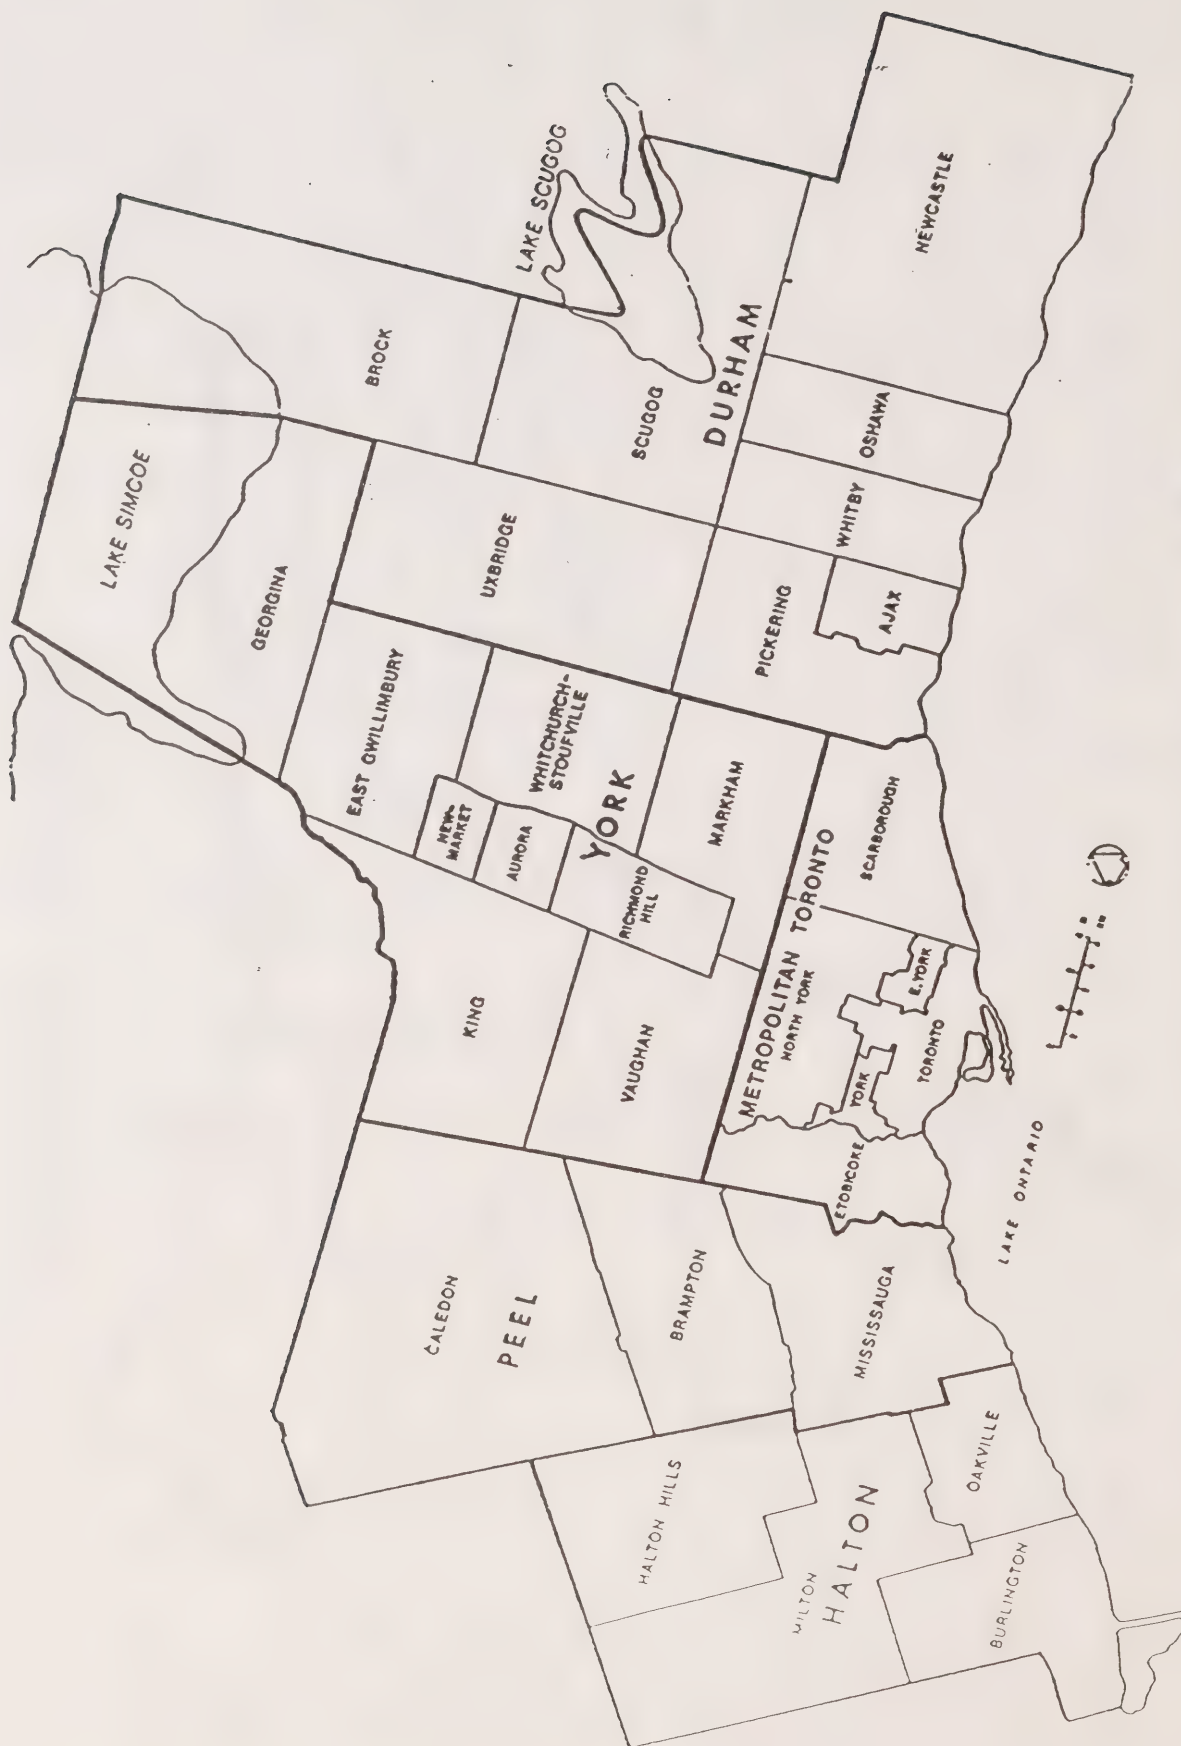 LAKE SIMCOE
GEORGINA
BROCK
LAKE SCUGOG
SCUGOG
UXBRIDGE
DURHAM
NEWCASTLE
OSHAWA
WHITBY
AJAX
PICKERING
EAST GWILLIMBURY
WHITCHURCH-
STOUFVILLE
NEW-
MARKET
AURORA
YORK
RICHMOND
HILL
MARKHAM
KING
VAUGHAN
METROPOLITAN TORONTO
NORTH YORK
SCARBOROUGH
E.YORK
YORK
TORONTO
ETOBICOKE
LAKE ONTARIO
CALEDON
PEEL
BRAMPTON
MISSISSAUGA
HALTON HILLS
MILTON
HALTON
OAKVILLE
BURLINGTON